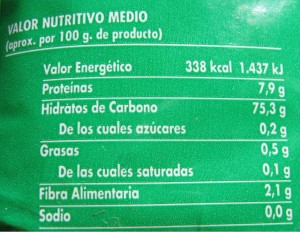 VALOR NUTRITIVO MEDIO
(aprox. por 100 g. de producto)
Valor Energético 338 kcal 1.437 kJ
Proteínas 7,9 g
Hidrátos de Carbono 75,3 g
De los cuales azúcares 0,2 g
Grasas 0,5 g
De las cuales saturadas 0,1 g
Fibra Alimentaria 2,1 g
Sodio 0,0 g